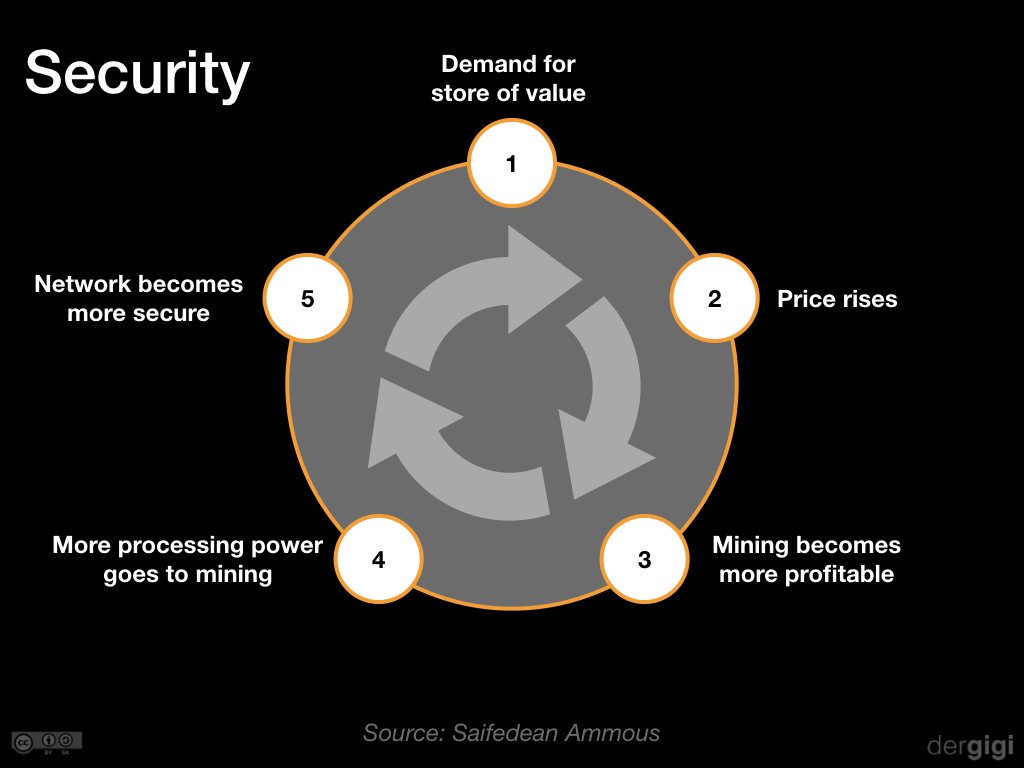 Security
Demand for
store of value
1
2
Price rises
3
Mining becomes
more profitable
4
More processing power
goes to mining
5
Network becomes
more secure
Source: Saifedean Ammous
cc
BY SA
dergigi